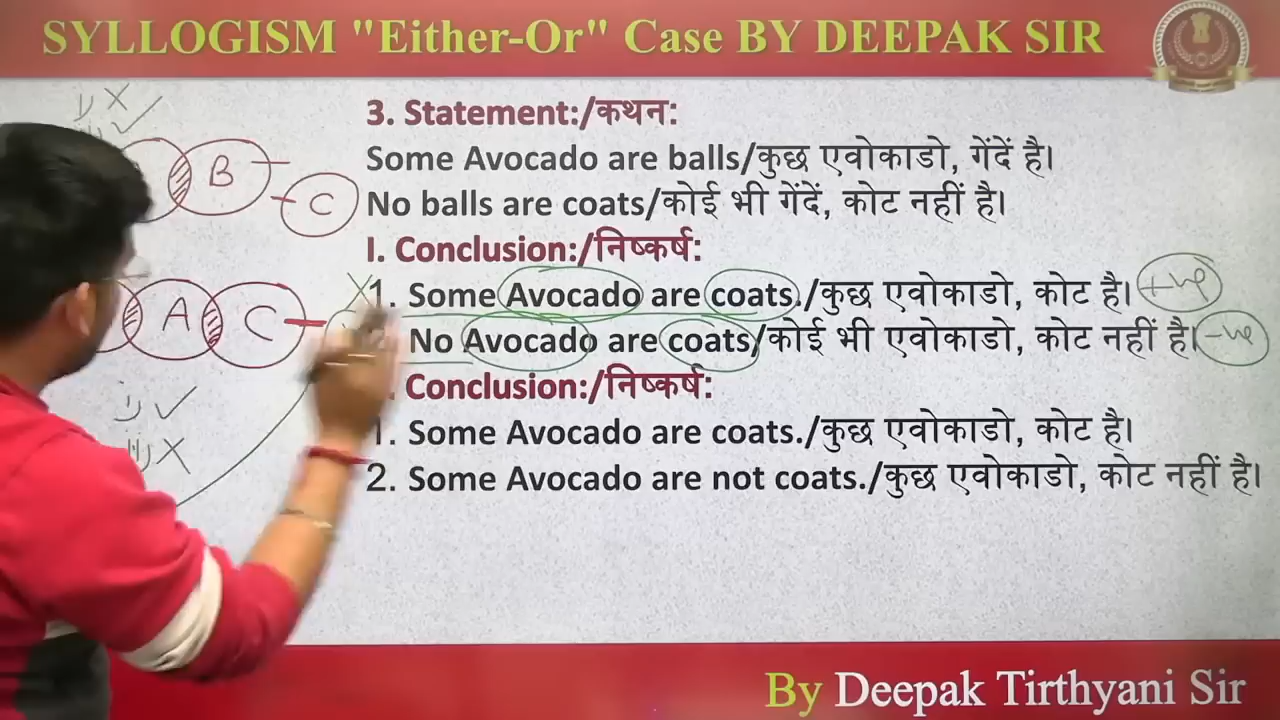 SYLLOGISM "Either-Or" Case BY DEEPAK SIR
3. Statement:/कथन:
Some Avocado are balls/कुछ एवोकाडो, गेंदें है।
No balls are coats/कोई भी गेंदें, कोट नहीं है।
I. Conclusion:/निष्कर्ष:
1. Some Avocado are coats./कुछ एवोकाडो, कोट है। +ve
No Avocado are coats/कोई भी एवोकाडो, कोट नहीं है। -ve
Conclusion:/निष्कर्ष:
1. Some Avocado are coats./कुछ एवोकाडो, कोट है।
2. Some Avocado are not coats./कुछ एवोकाडो, कोट नहीं है।
B
C
A C
By Deepak Tirthyani Sir